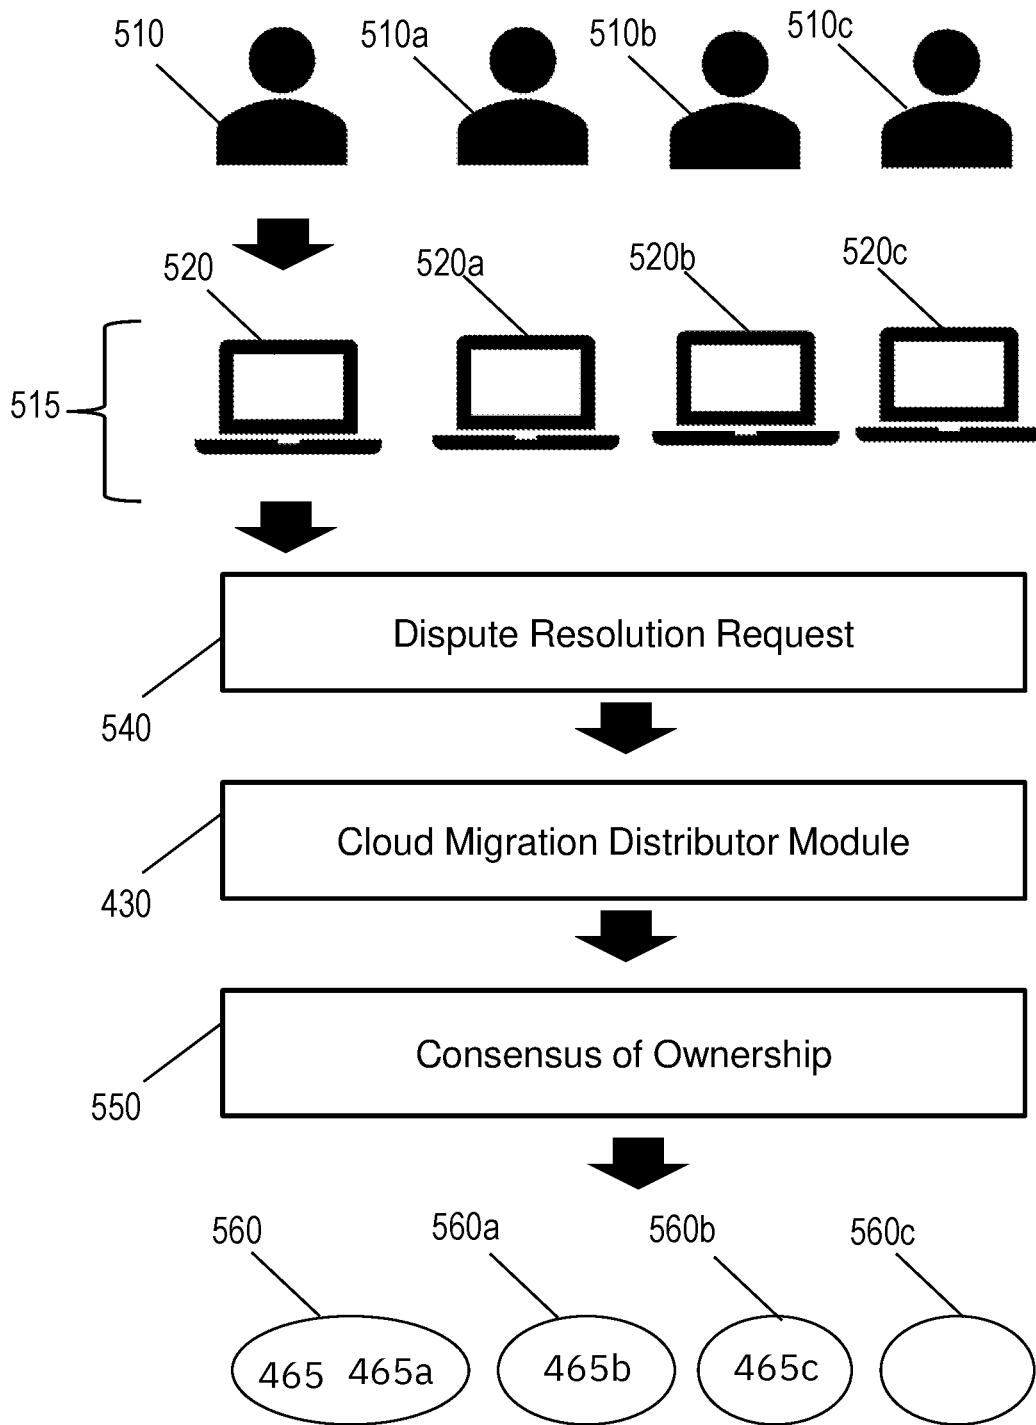 510 510a 510b 510c
520 520a 520b 520c
515
Dispute Resolution Request
540
Cloud Migration Distributor Module
430
Consensus of Ownership
550
560 560a 560b 560c
465 465a 465b 465c